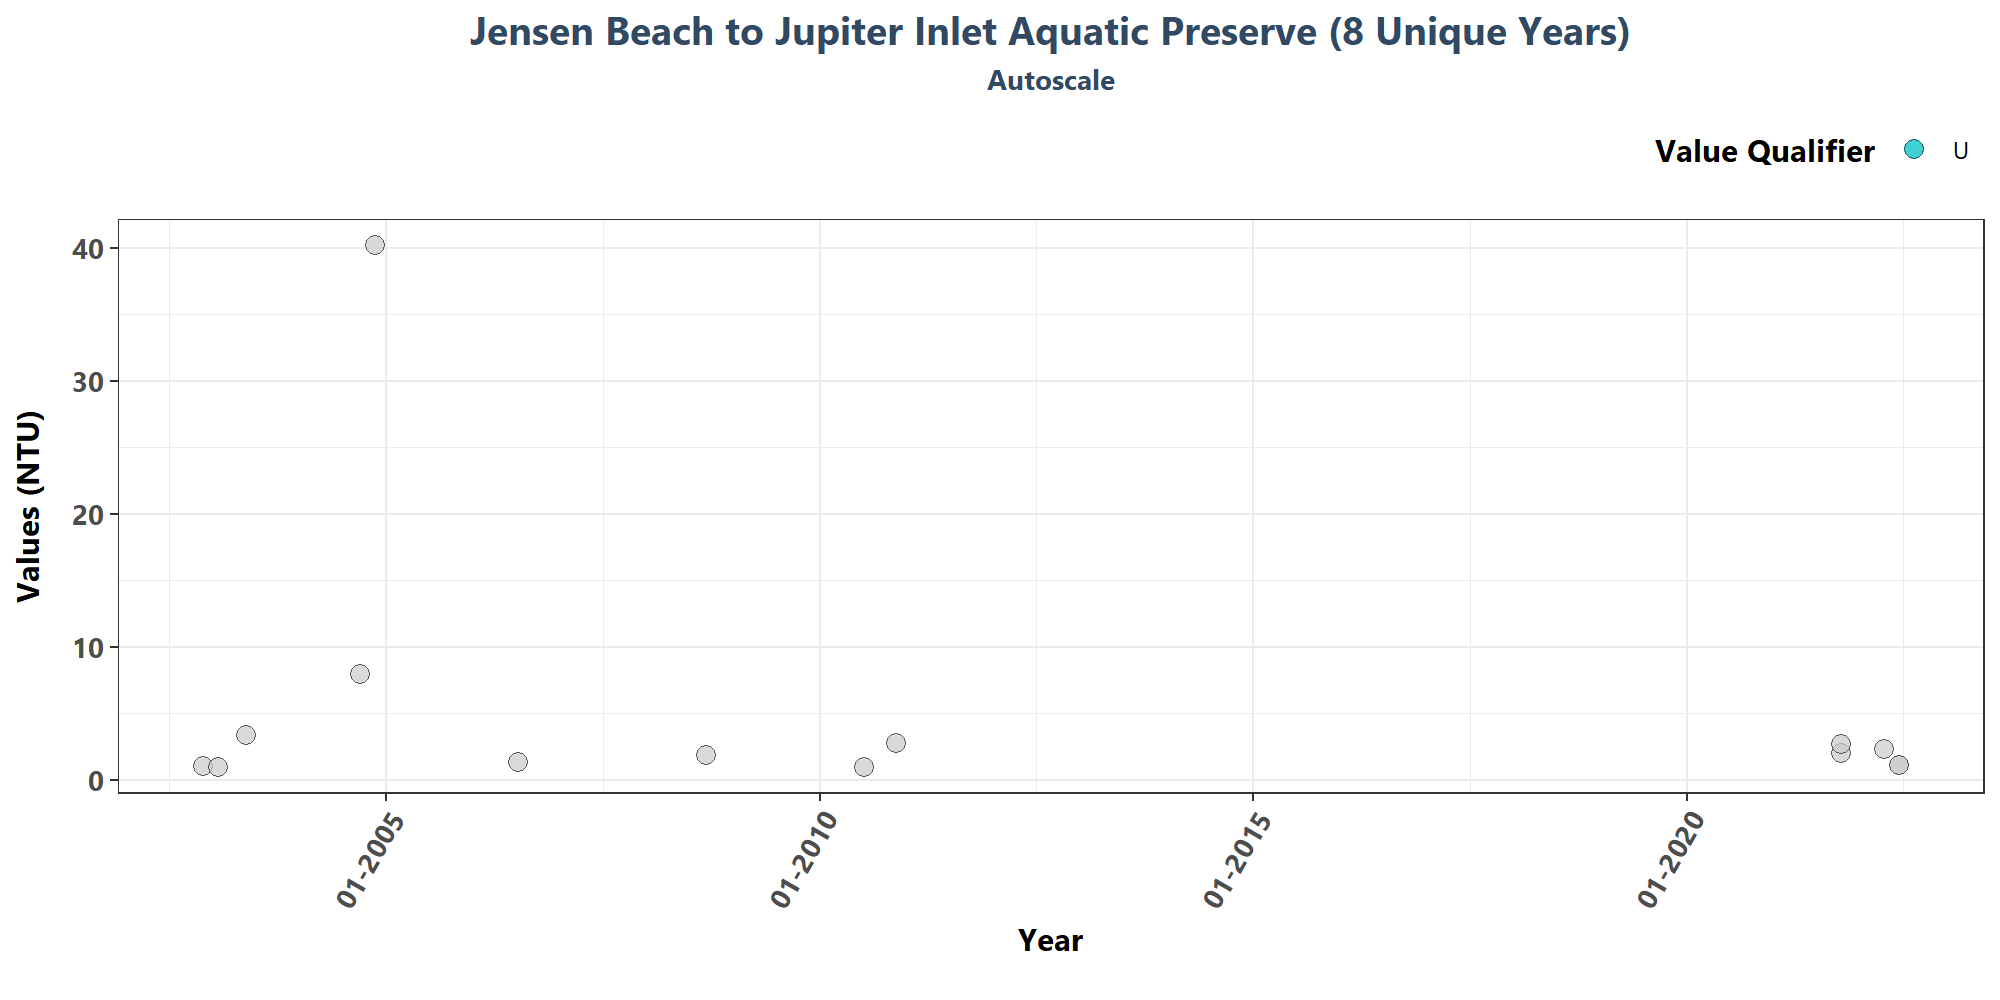 Jensen Beach to Jupiter Inlet Aquatic Preserve (8 Unique Years)
Autoscale
Value Qualifier U
Values (NTU)
40
30
20
10
0
01-2005
01-2010
01-2015
01-2020
Year